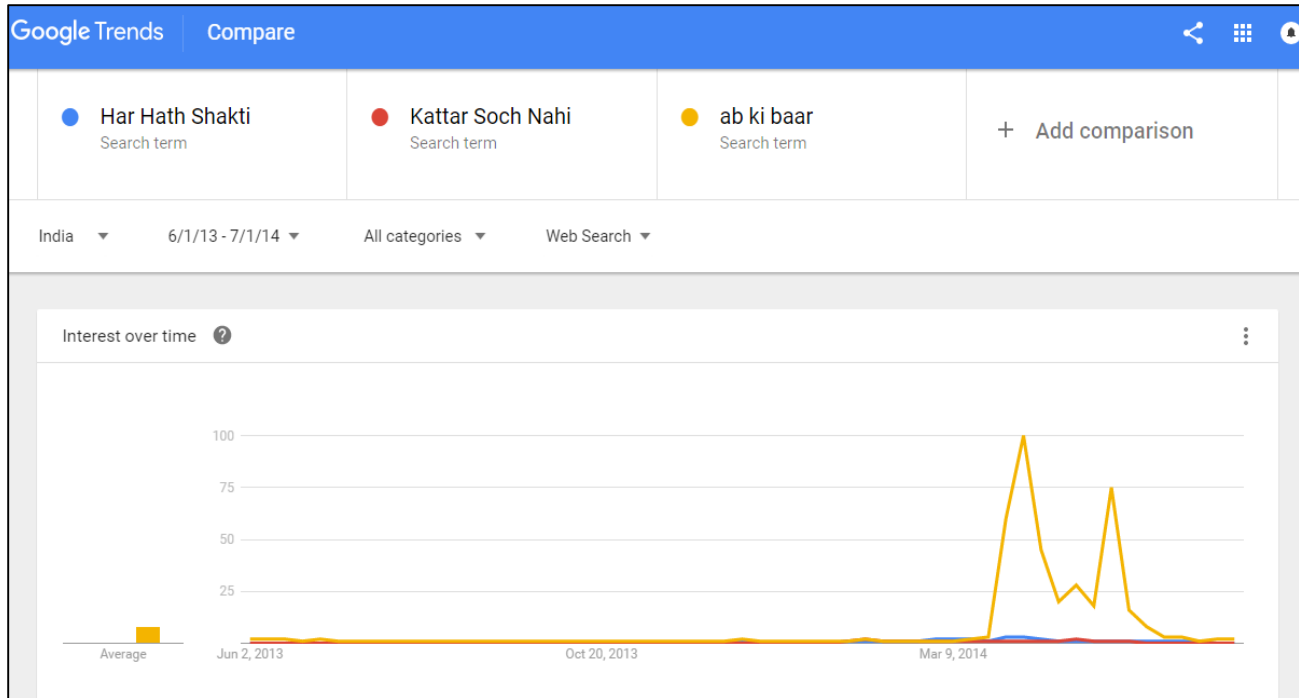 Google Trends Compare
Har Hath Shakti
Search term
Kattar Soch Nahi
Search term
ab ki baar
Search term
+ Add comparison
India 6/1/13 - 7/1/14 All categories Web Search
Interest over time ?
100
75
50
25
Average Jun 2, 2013 Oct 20, 2013 Mar 9, 2014